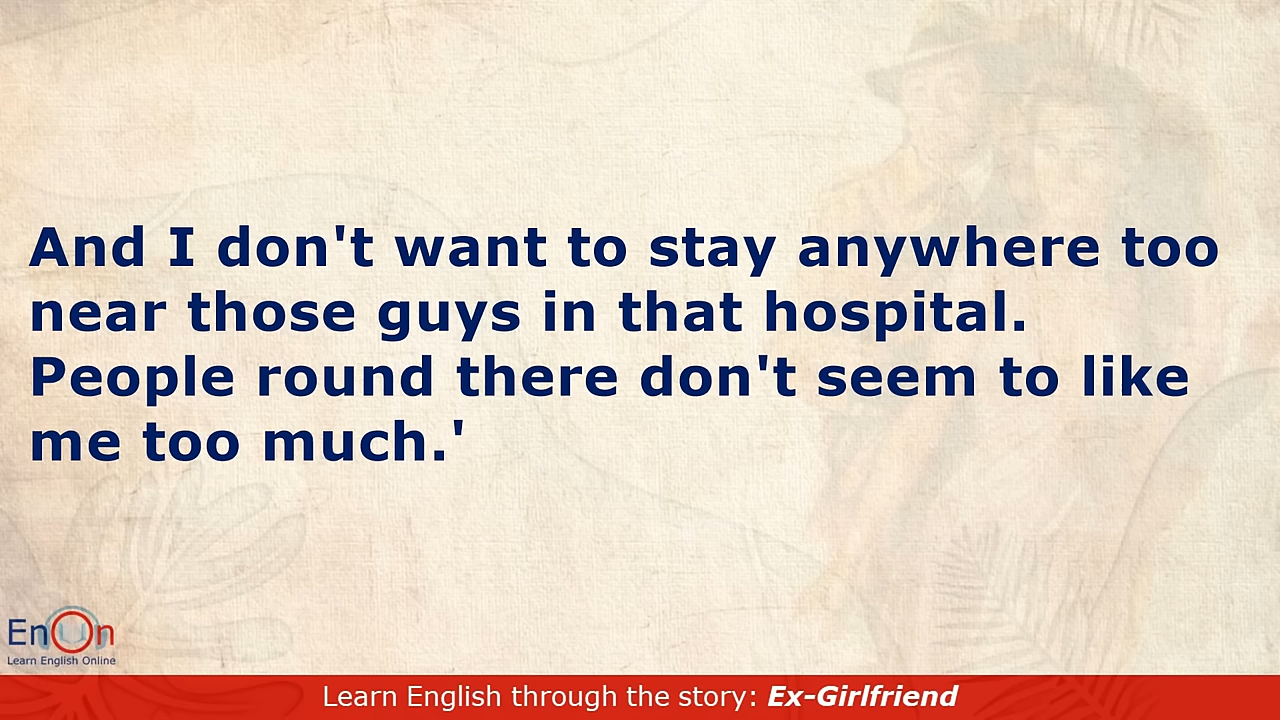 And I don't want to stay anywhere too
near those guys in that hospital.
People round there don't seem to like
me too much.'
EnOn
Learn English Online
Learn English through the story: Ex-Girlfriend